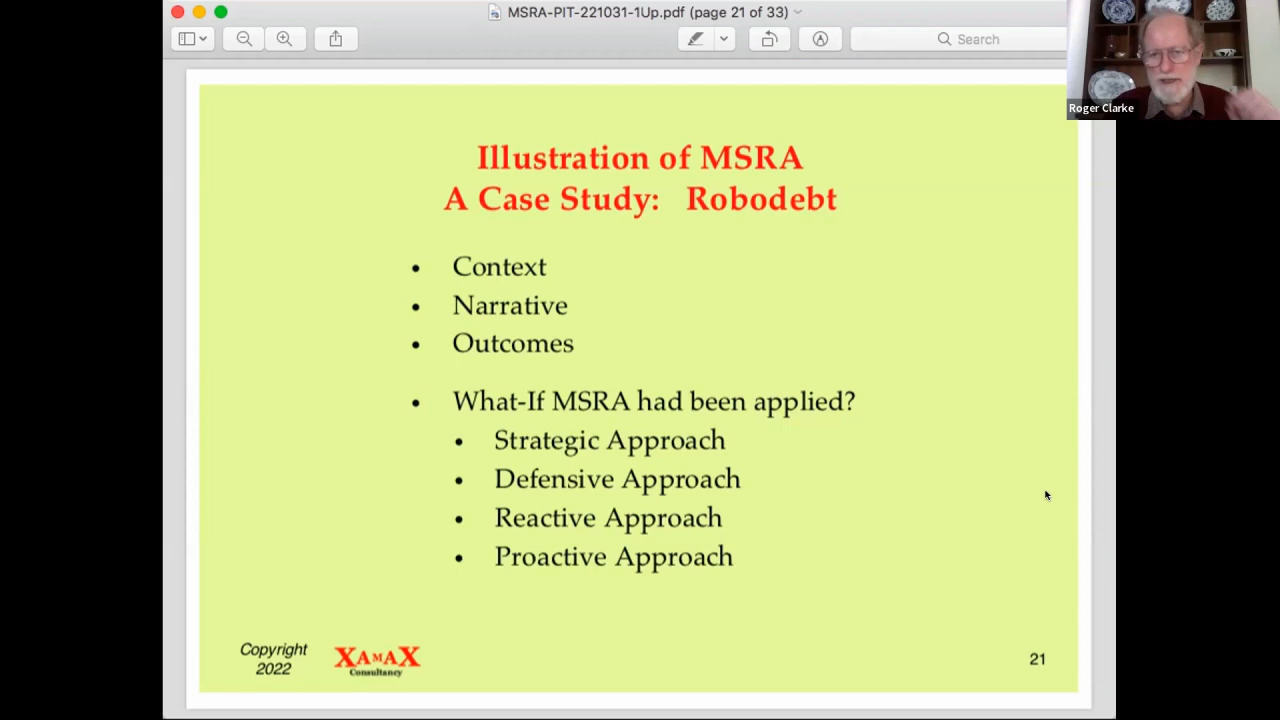 MSRA-PIT-221031-1Up.pdf (page 21 of 33)
Search
Roger Clarke
Illustration of MSRA
A Case Study: Robodebt
• Context
• Narrative
• Outcomes
• What-If MSRA had been applied?
• Strategic Approach
• Defensive Approach
• Reactive Approach
• Proactive Approach
Copyright
2022
XAMAX
Consultancy
21